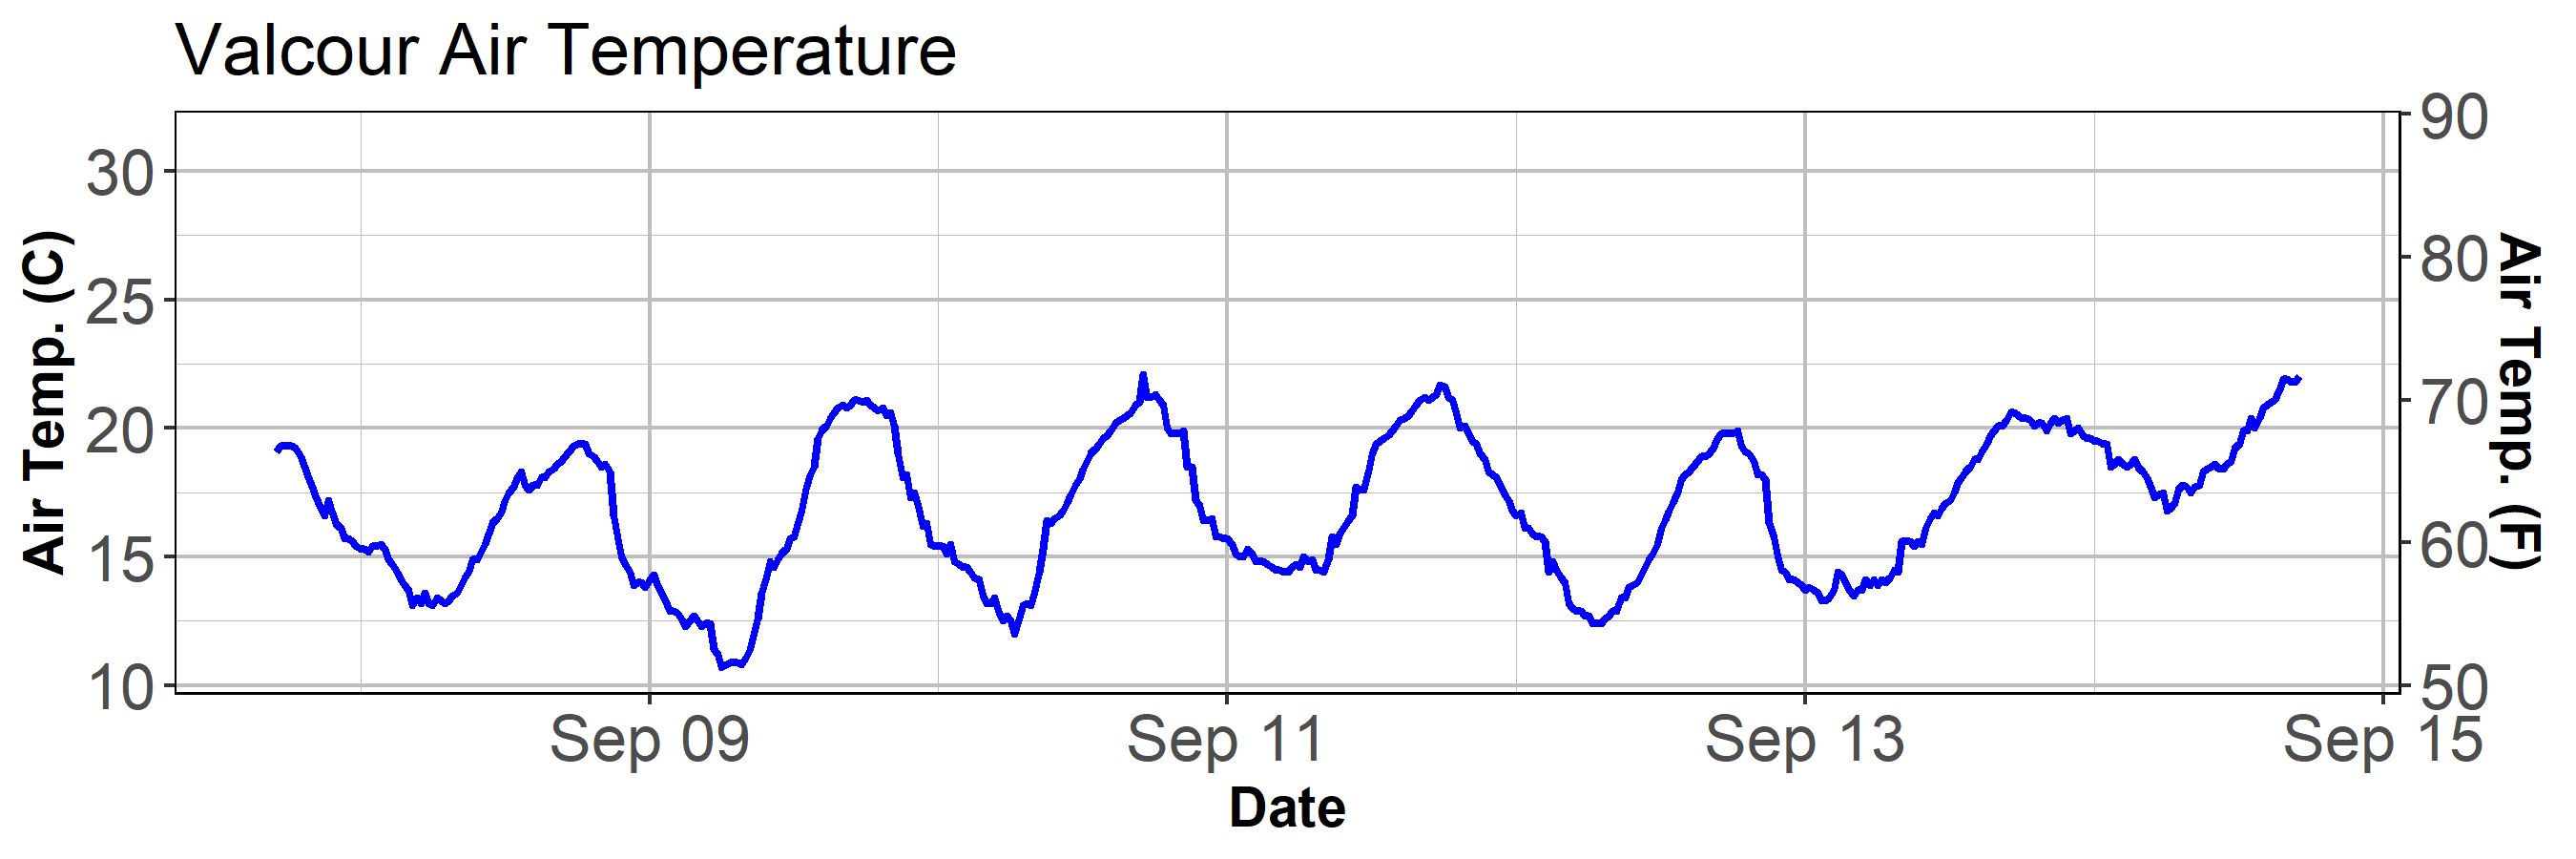 Valcour Air Temperature
Air Temp. (C)
30
25
20
15
10
90
80
70
60
50
Air Temp. (F)
Sep 09
Sep 11
Sep 13
Sep 15
Date